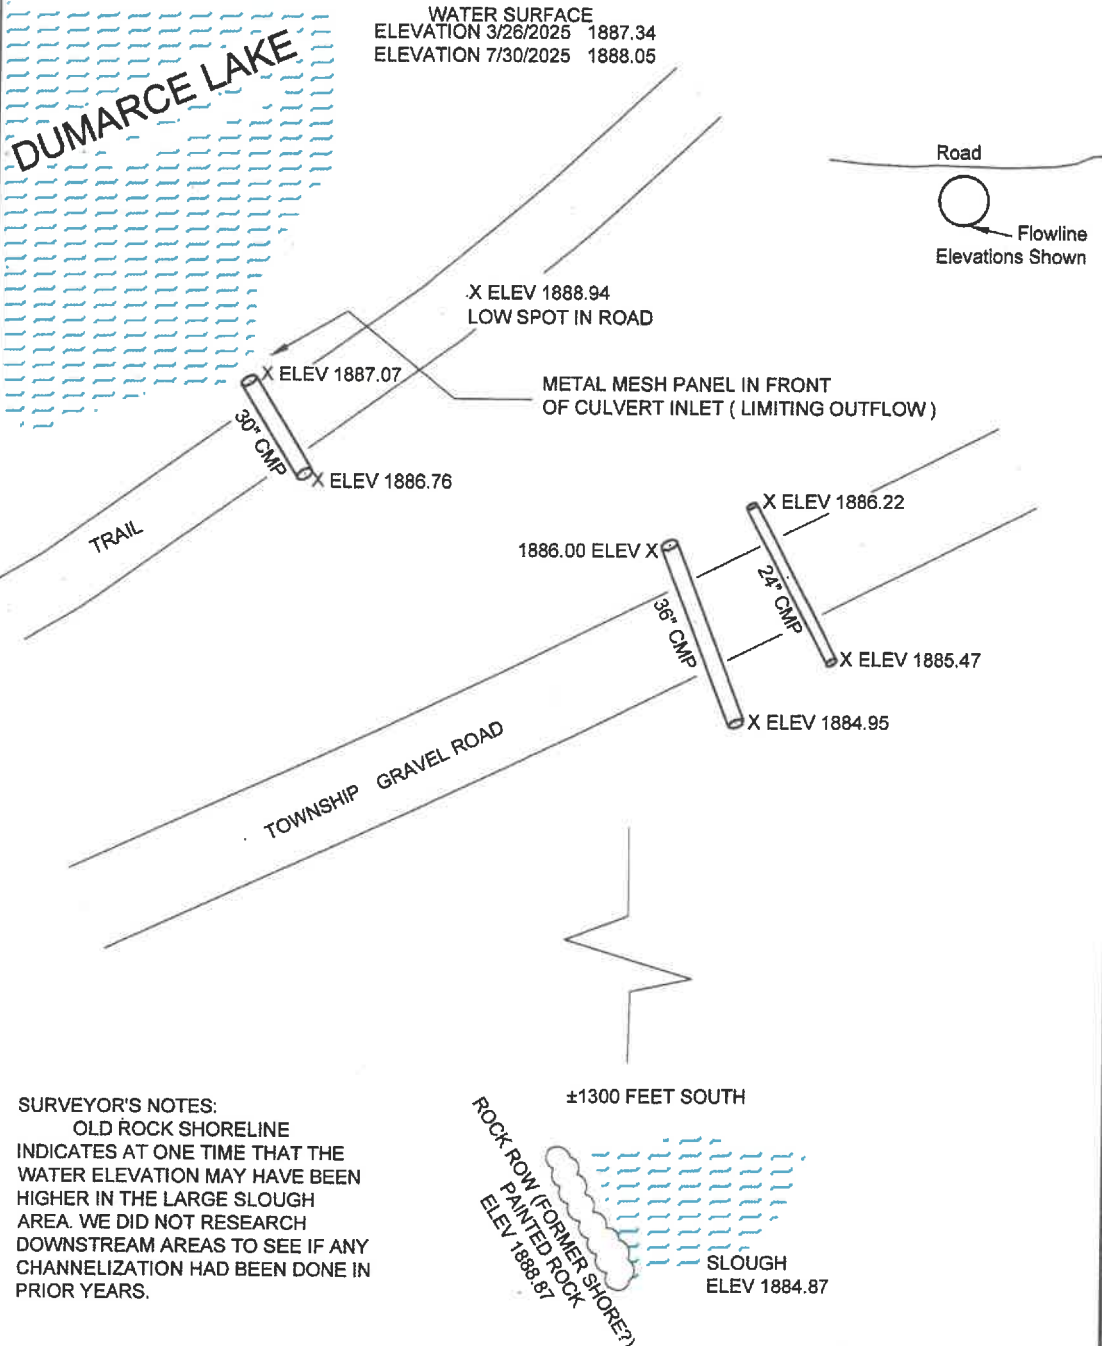 WATER SURFACE
ELEVATION 3/26/2025 1887.34
ELEVATION 7/30/2025 1888.05
DUMARCE LAKE
Road
Flowline
Elevations Shown
X ELEV 1888.94
LOW SPOT IN ROAD
X ELEV 1887.07
METAL MESH PANEL IN FRONT
OF CULVERT INLET ( LIMITING OUTFLOW )
30" CMP
X ELEV 1886.76
TRAIL
X ELEV 1886.22
1886.00 ELEV X
24" CMP
36" CMP
X ELEV 1885.47
X ELEV 1884.95
TOWNSHIP GRAVEL ROAD
±1300 FEET SOUTH
SURVEYOR'S NOTES:
OLD ROCK SHORELINE
INDICATES AT ONE TIME THAT THE
WATER ELEVATION MAY HAVE BEEN
HIGHER IN THE LARGE SLOUGH
AREA. WE DID NOT RESEARCH
DOWNSTREAM AREAS TO SEE IF ANY
CHANNELIZATION HAD BEEN DONE IN
PRIOR YEARS.
ROCK ROW (FORMER SHORE?)
PAINTED ROCK
ELEV 1888.87
SLOUGH
ELEV 1884.87